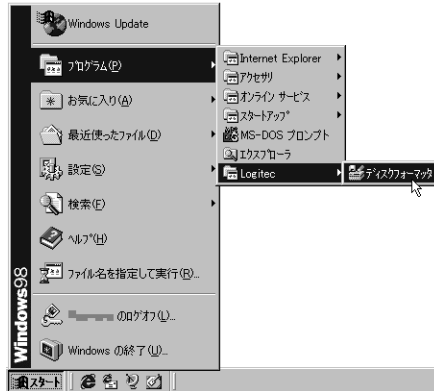 Windows Update
プログラム(P)
お気に入り(A)
最近使ったファイル(D)
設定(S)
検索(F)
ヘルプ(H)
ファイル名を指定して実行(R)...
のログオフ(L)...
Windows の終了(U)...
Windows98
スタート
Internet Explorer
アクセサリ
オンライン サービス
スタートアップ
MS-DOS プロンプト
エクスプローラ
Logitec
ディスクフォーマッタ